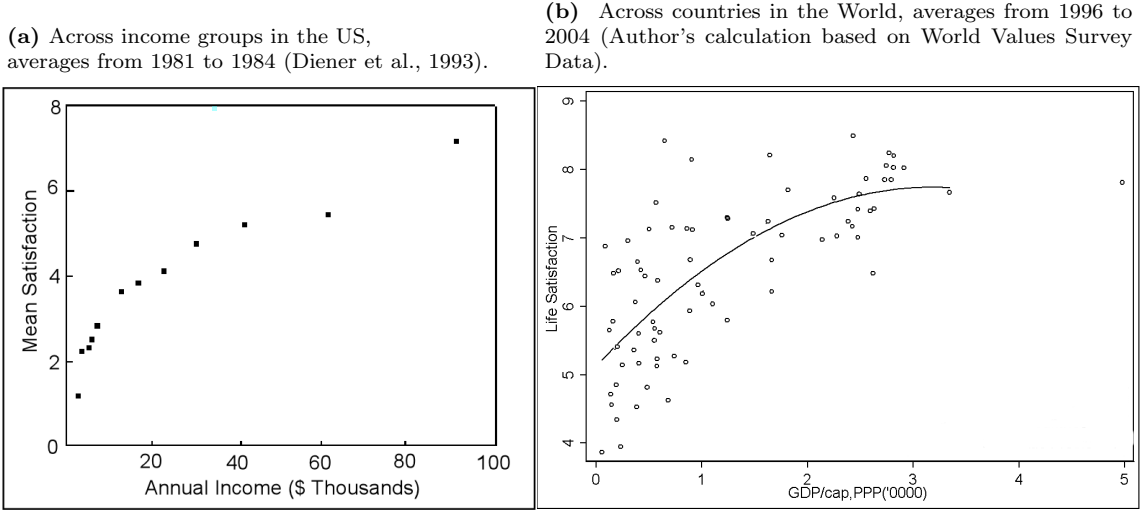 (a) Across income groups in the US,
averages from 1981 to 1984 (Diener et al., 1993).
(b) Across countries in the World, averages from 1996 to
2004 (Author's calculation based on World Values Survey
Data).
8
6
4
2
0
20 40 60 80 100
Mean Satisfaction
Annual Income ($ Thousands)
9
8
7
6
5
4
0 1 2 3 4 5
Life Satisfaction
GDP/cap,PPP('0000)